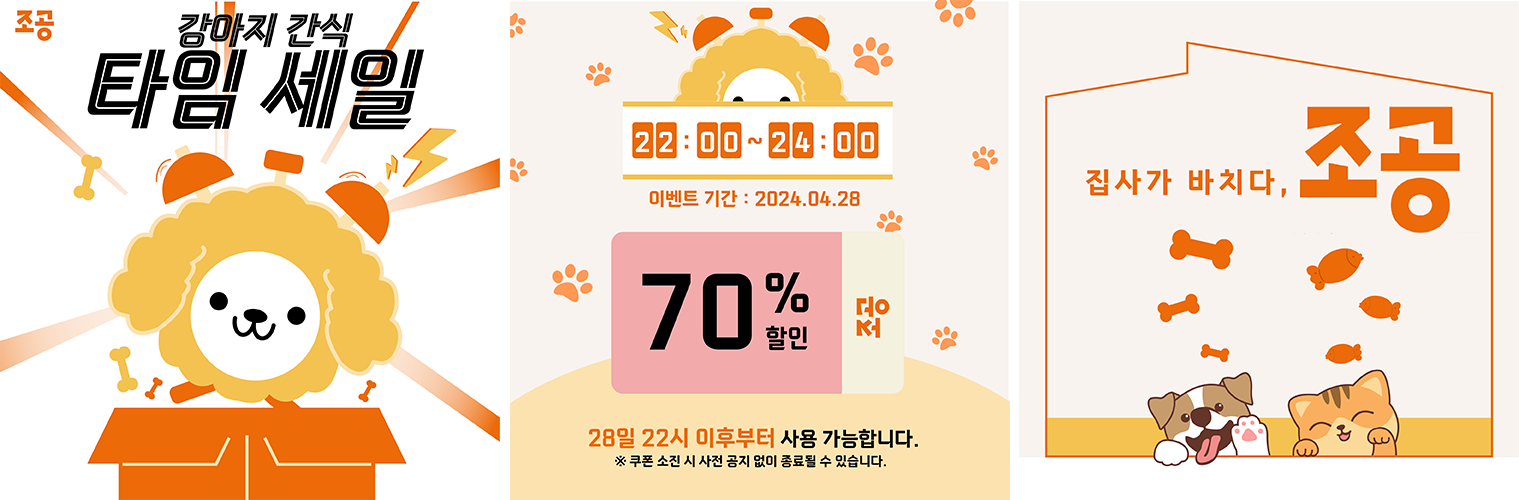 조공
강아지 간식
타임 세일
22:00~24:00
이벤트 기간 : 2024.04.28
70%
할인
조공
28일 22시 이후부터 사용 가능합니다.
※ 쿠폰 소진 시 사전 공지 없이 종료될 수 있습니다.
집사가 바치다, 조공